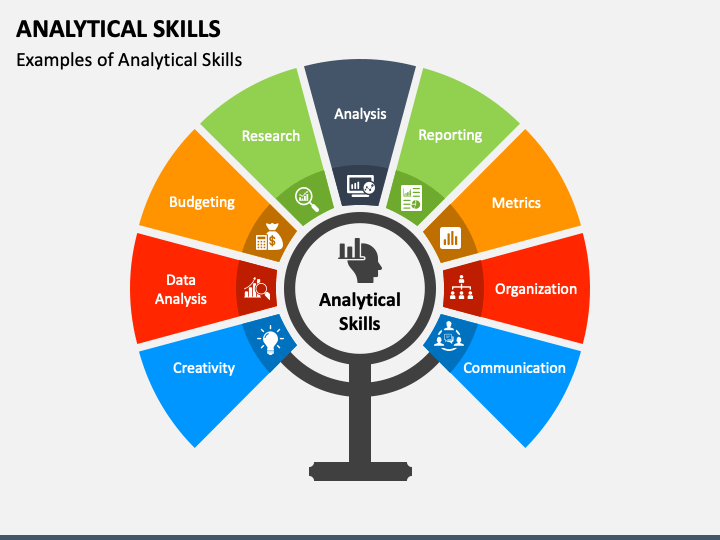 ANALYTICAL SKILLS
Examples of Analytical Skills
Analysis
Research
Reporting
Budgeting
Metrics
Data
Analysis
Organization
Analytical
Skills
Creativity
Communication